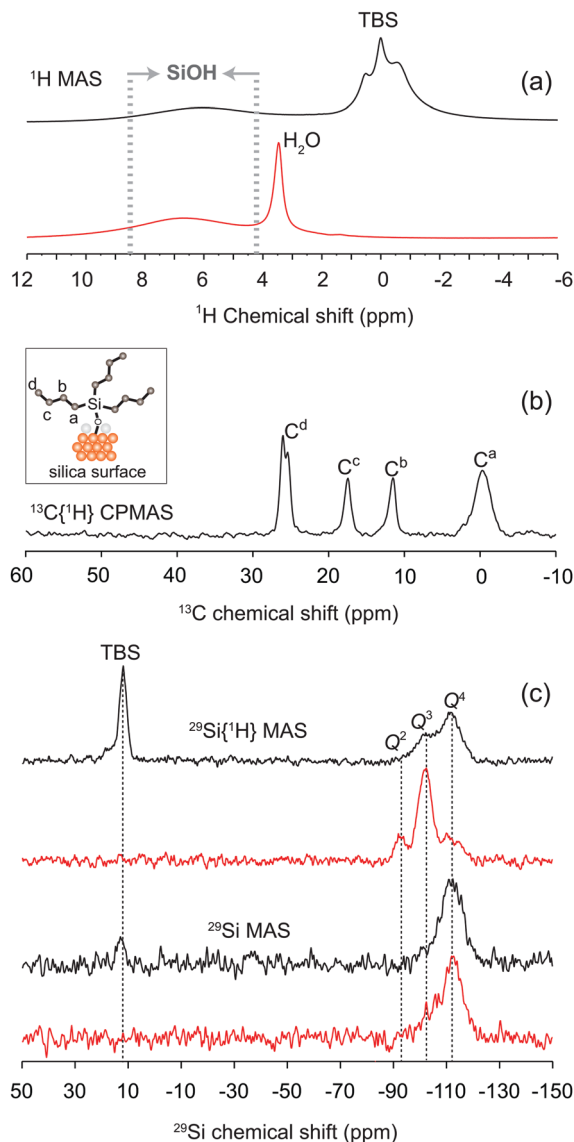 TBS
(a)
¹H MAS
SiOH
H₂O
12 10 8 6 4 2 0 -2 -4 -6
¹H Chemical shift (ppm)
d
b
c
a
Si
O
silica surface
(b)
Cᵈ
Cᶜ
Cᵇ
Cᵃ
¹³C{¹H} CPMAS
60 50 40 30 20 10 0 -10
¹³C chemical shift (ppm)
TBS
(c)
²⁹Si{¹H} MAS
Q²
Q³
Q⁴
²⁹Si MAS
50 30 10 -10 -30 -50 -70 -90 -110 -130 -150
²⁹Si chemical shift (ppm)